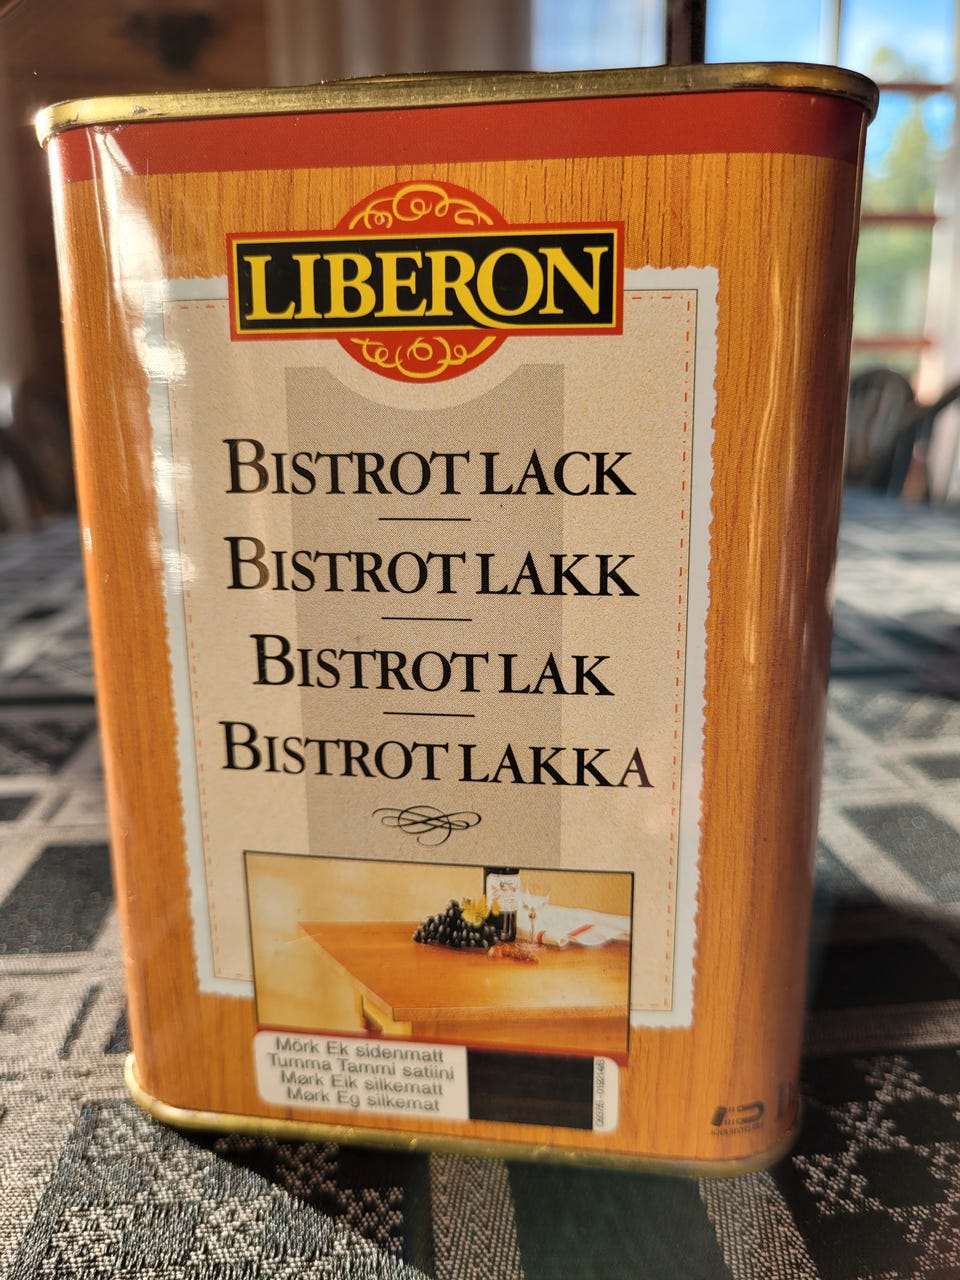 LIBERON
BISTROT LACK
BISTROT LAKK
BISTROT LAK
BISTROT LAKKA
Mörk Ek sidenmatt
Tumma Tammi satiini
Mørk Eik silkematt
Mørk Eg silkemat